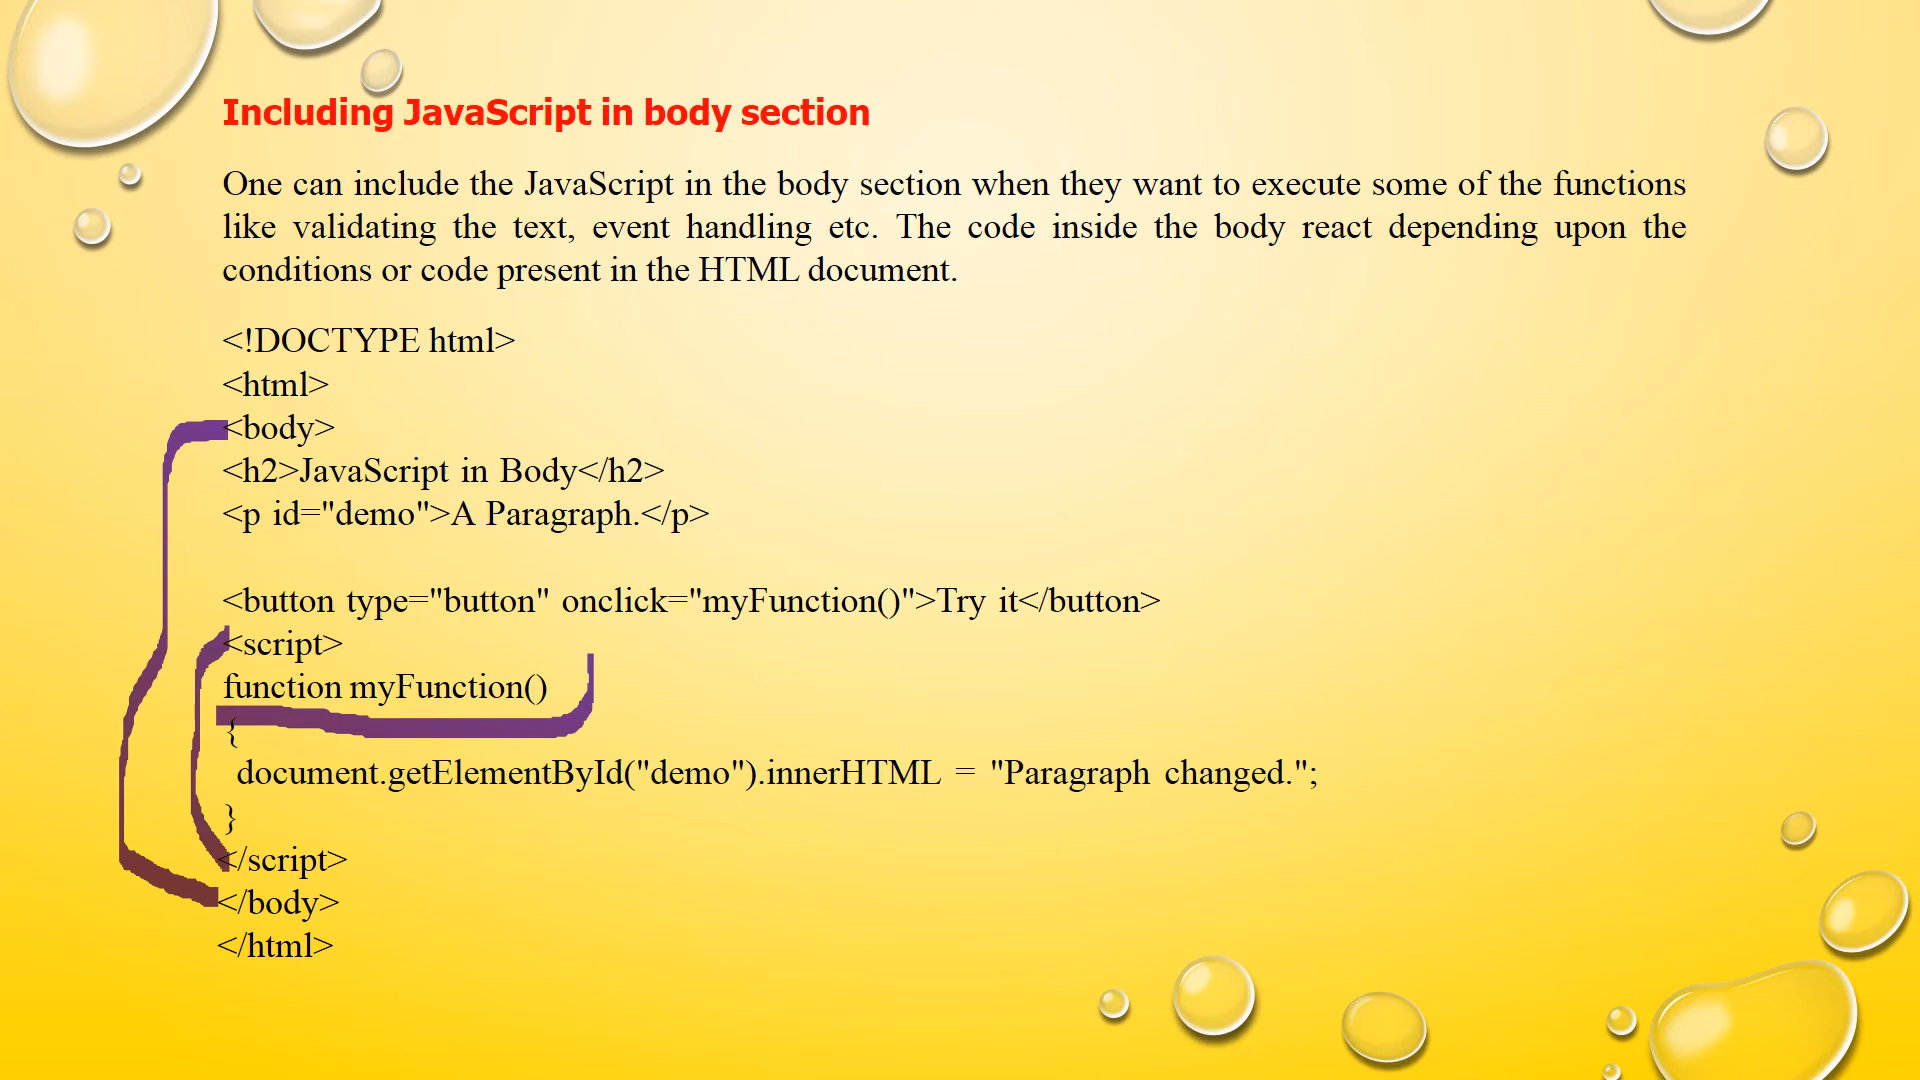 Including JavaScript in body section
One can include the JavaScript in the body section when they want to execute some of the functions
like validating the text, event handling etc. The code inside the body react depending upon the
conditions or code present in the HTML document.
<!DOCTYPE html>
<html>
<body>
<h2>JavaScript in Body</h2>
<p id="demo">A Paragraph.</p>
<button type="button" onclick="myFunction()">Try it</button>
<script>
function myFunction()
{
document.getElementById("demo").innerHTML = "Paragraph changed.";
}
</script>
</body>
</html>